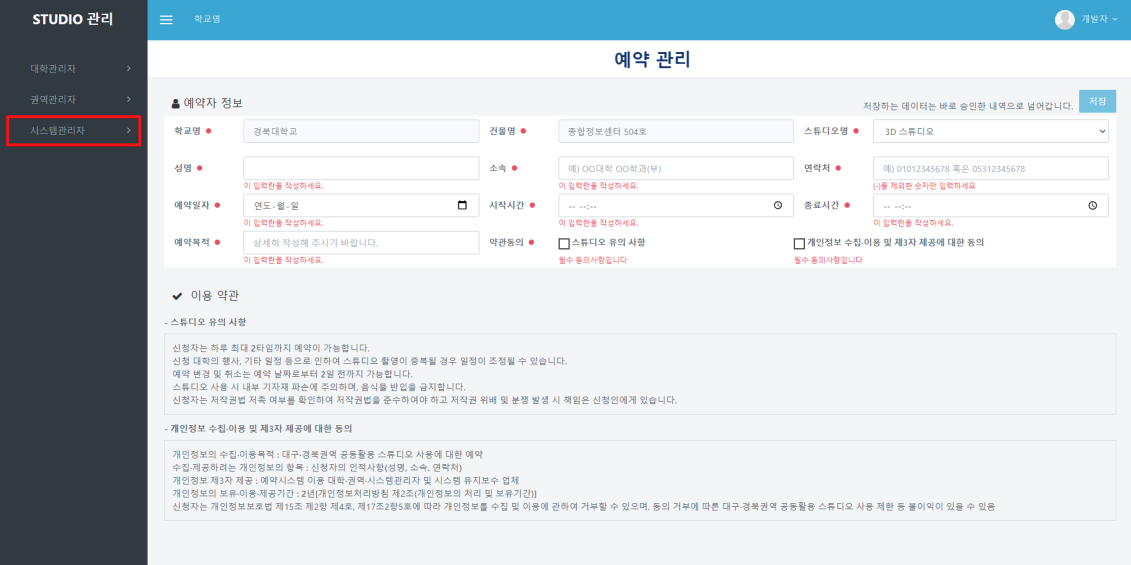 STUDIO 관리
학교명
개발자
대학관리자
권역관리자
시스템관리자
예약 관리
예약자 정보
저장하는 데이터는 바로 승인한 내역으로 넘어갑니다.
저장
학교명
경북대학교
건물명
종합정보센터 504호
스튜디오명
3D 스튜디오
성명
이 입력란을 작성하세요.
소속
예) OO대학 OO학과(부)
이 입력란을 작성하세요.
연락처
예) 01012345678 혹은 05312345678
(-)를 제외한 숫자만 입력하세요
예약일자
연도-월-일
이 입력란을 작성하세요.
시작시간
-- --:--
이 입력란을 작성하세요.
종료시간
-- --:--
이 입력란을 작성하세요.
예약목적
상세히 작성해 주시기 바랍니다.
이 입력란을 작성하세요.
약관동의
스튜디오 유의 사항
필수 동의사항입니다
개인정보 수집·이용 및 제3자 제공에 대한 동의
필수 동의사항입니다
이용 약관
- 스튜디오 유의 사항
신청자는 하루 최대 2타임까지 예약이 가능합니다.
신청 대학의 행사, 기타 일정 등으로 인하여 스튜디오 촬영이 중복될 경우 일정이 조정될 수 있습니다.
예약 변경 및 취소는 예약 날짜로부터 2일 전까지 가능합니다.
스튜디오 사용 시 내부 기자재 파손에 주의하며, 음식물 반입을 금지합니다.
신청자는 저작권법 저촉 여부를 확인하여 저작권법을 준수하여야 하고 저작권 위배 및 분쟁 발생 시 책임은 신청인에게 있습니다.
- 개인정보 수집·이용 및 제3자 제공에 대한 동의
개인정보의 수집·이용목적 : 대구·경북권역 공동활용 스튜디오 사용에 대한 예약
수집·제공하려는 개인정보의 항목 : 신청자의 인적사항(성명, 소속, 연락처)
개인정보 제3자 제공 : 예약시스템 이용 대학·권역·시스템관리자 및 시스템 유지보수 업체
개인정보의 보유·이용·제공기간 : 2년[개인정보처리방침 제2조(개인정보의 처리 및 보유기간)]
신청자는 개인정보보호법 제15조 제2항 제4호, 제17조2항5호에 따라 개인정보를 수집 및 이용에 관하여 거부할 수 있으며, 동의 거부에 따른 대구·경북권역 공동활용 스튜디오 사용 제한 등 불이익이 있을 수 있음